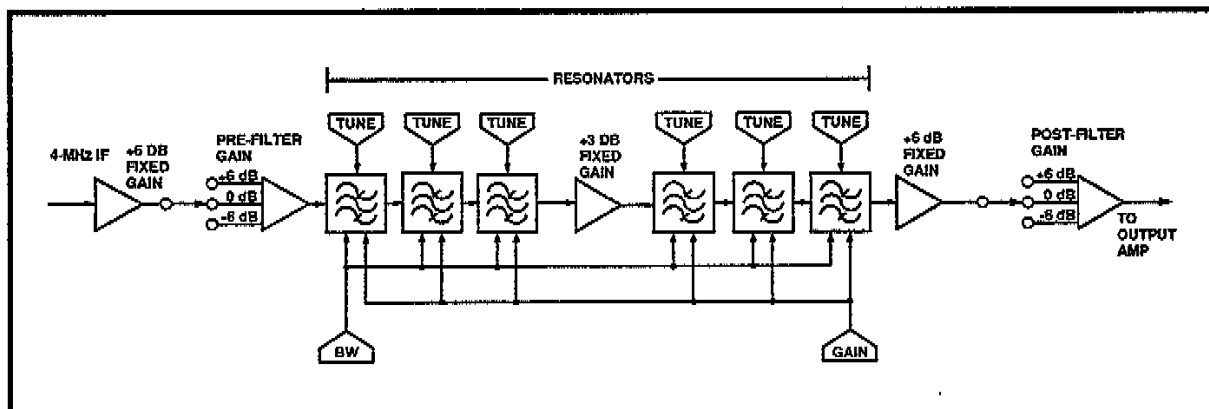 RESONATORS
TUNE
TUNE
TUNE
TUNE
TUNE
TUNE
4-MHz IF
+6 DB
FIXED
GAIN
PRE-FILTER
GAIN
+6 dB
0 dB
-6 dB
+3 DB
FIXED
GAIN
+6 dB
FIXED
GAIN
POST-FILTER
GAIN
+6 dB
0 dB
-6 dB
TO
OUTPUT
AMP
BW
GAIN